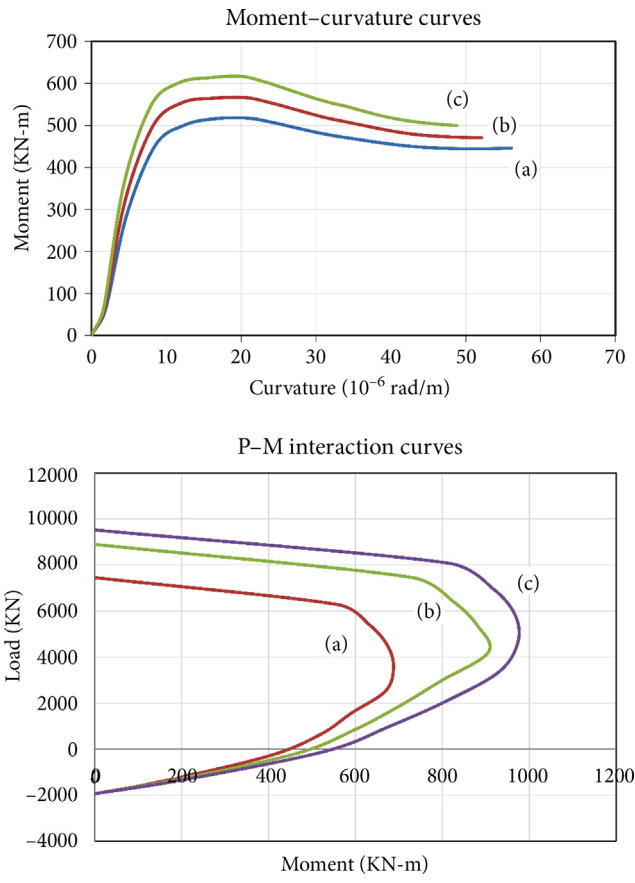 Moment–curvature curves
700
600
500
400
300
200
100
0
Moment (KN-m)
(c)
(b)
(a)
0 10 20 30 40 50 60 70
Curvature (10⁻⁶ rad/m)
P–M interaction curves
12000
10000
8000
6000
4000
2000
0
–2000
–4000
Load (KN)
(c)
(b)
(a)
0 200 400 600 800 1000 1200
Moment (KN-m)